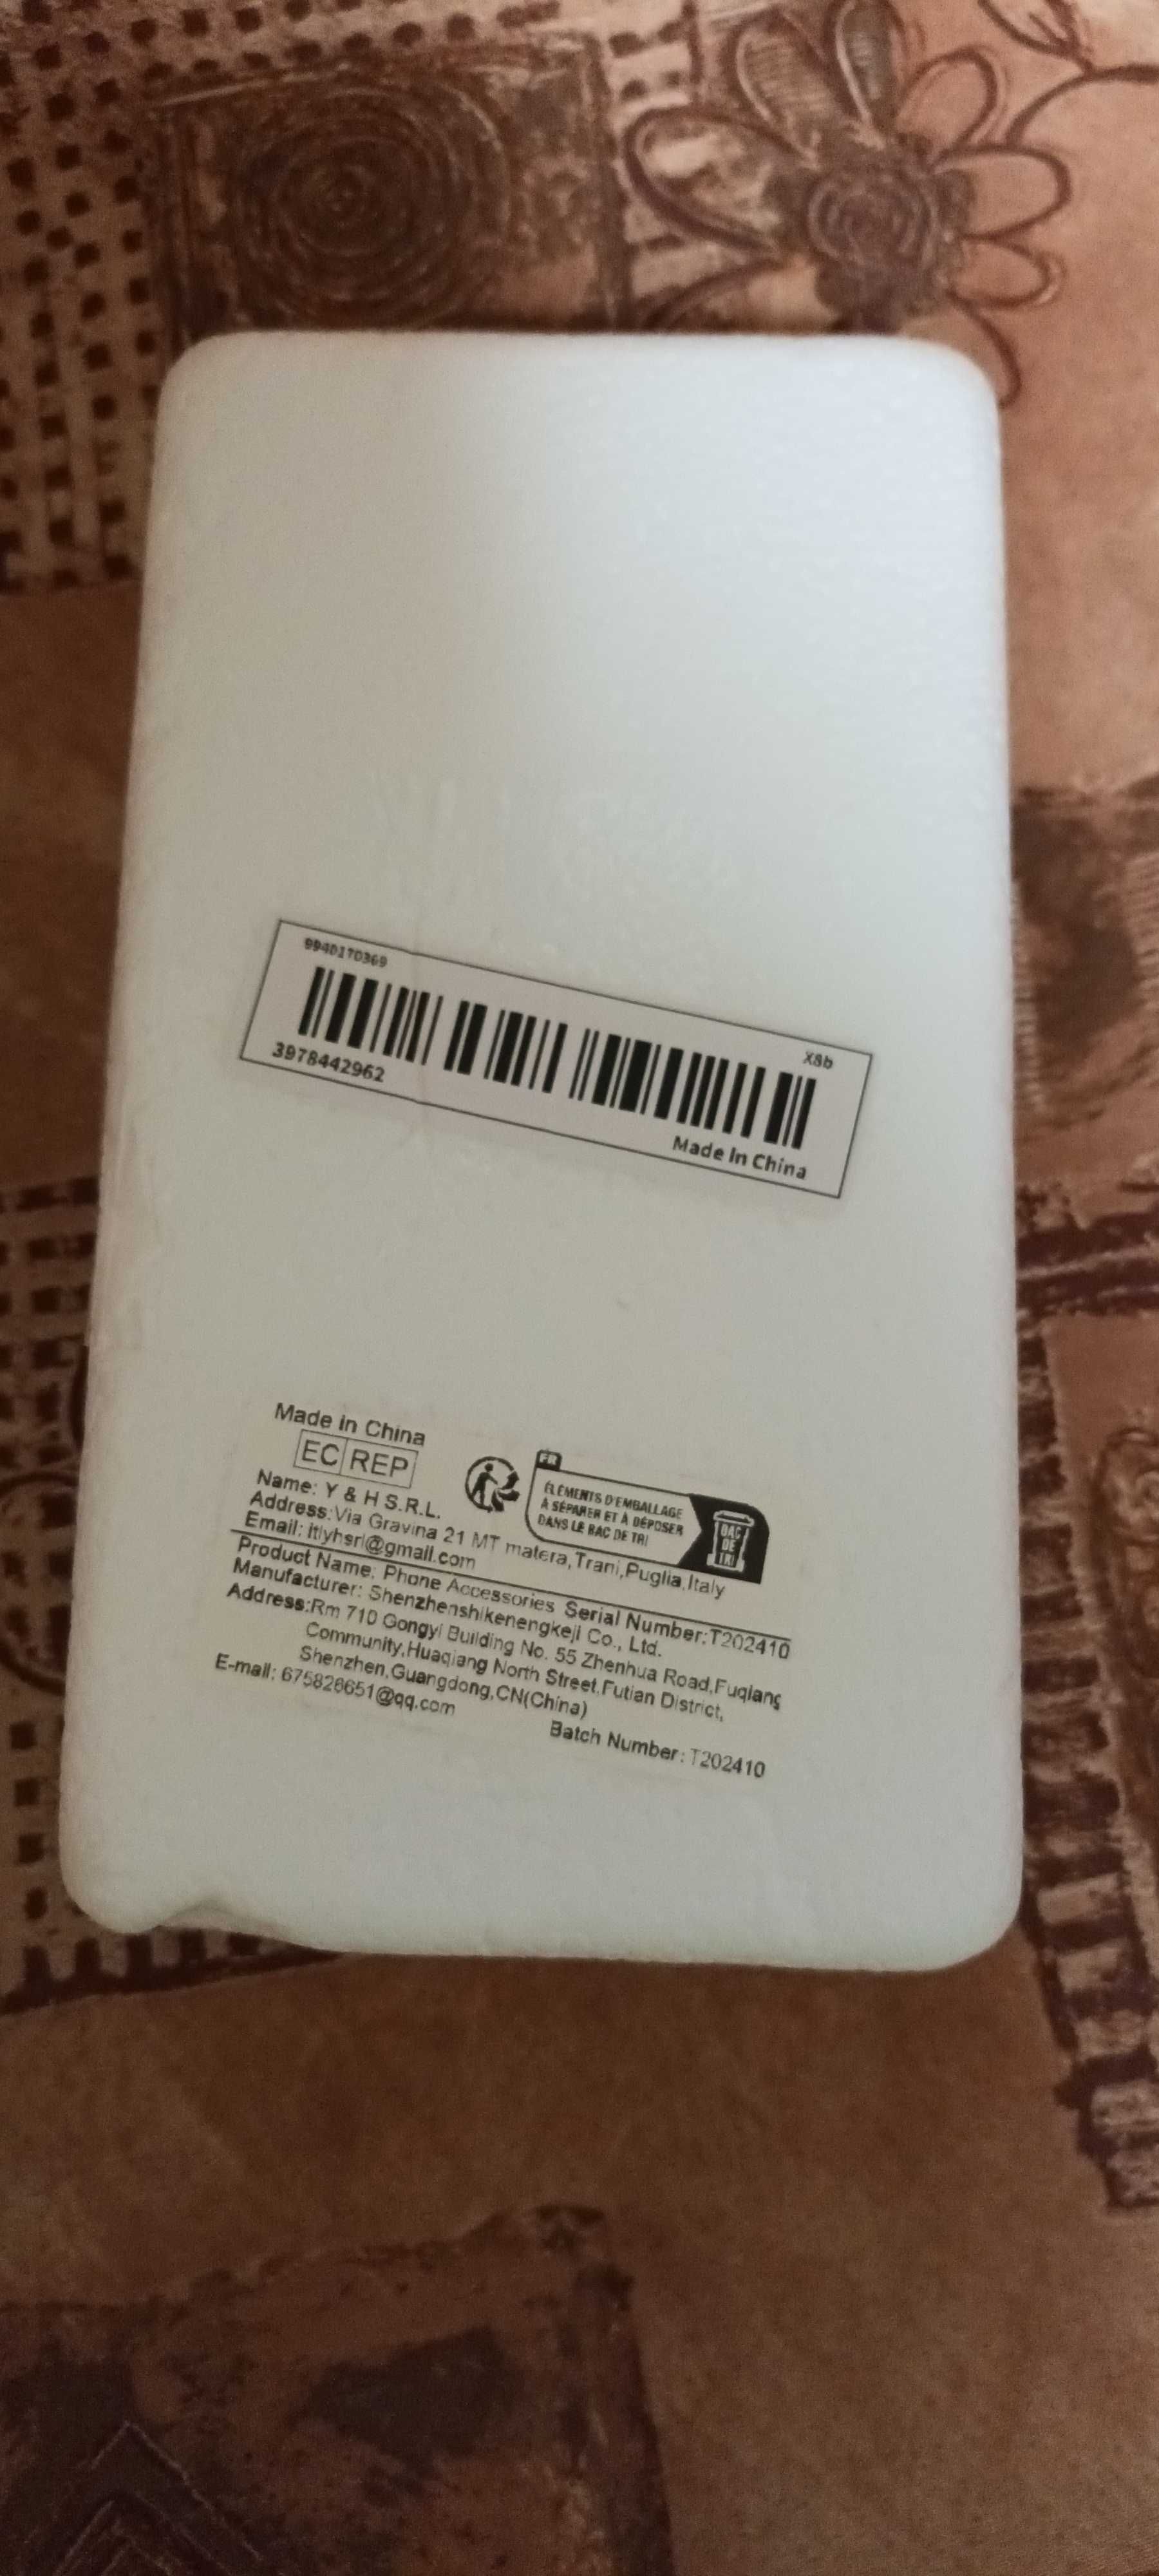 9940170369
X8b
3978442962
Made In China
Made in China
EC REP
FR
ÉLÉMENTS D'EMBALLAGE
À SÉPARER ET À DÉPOSER
DANS LE BAC DE TRI
BAC
DE
TRI
Name: Y & H S.R.L.
Address:Via Gravina 21 MT matera,Trani,Puglia,Italy
Email: ltlyhsrl@gmail.com
Product Name: Phone Accessories Serial Number:T202410
Manufacturer: Shenzhenshikenengkeji Co., Ltd.
Address:Rm 710 Gongyi Building No. 55 Zhenhua Road,Fuqiang
Community,Huaqiang North Street,Futian District,
Shenzhen,Guangdong,CN(China)
E-mail: 675826651@qq.com
Batch Number: T202410